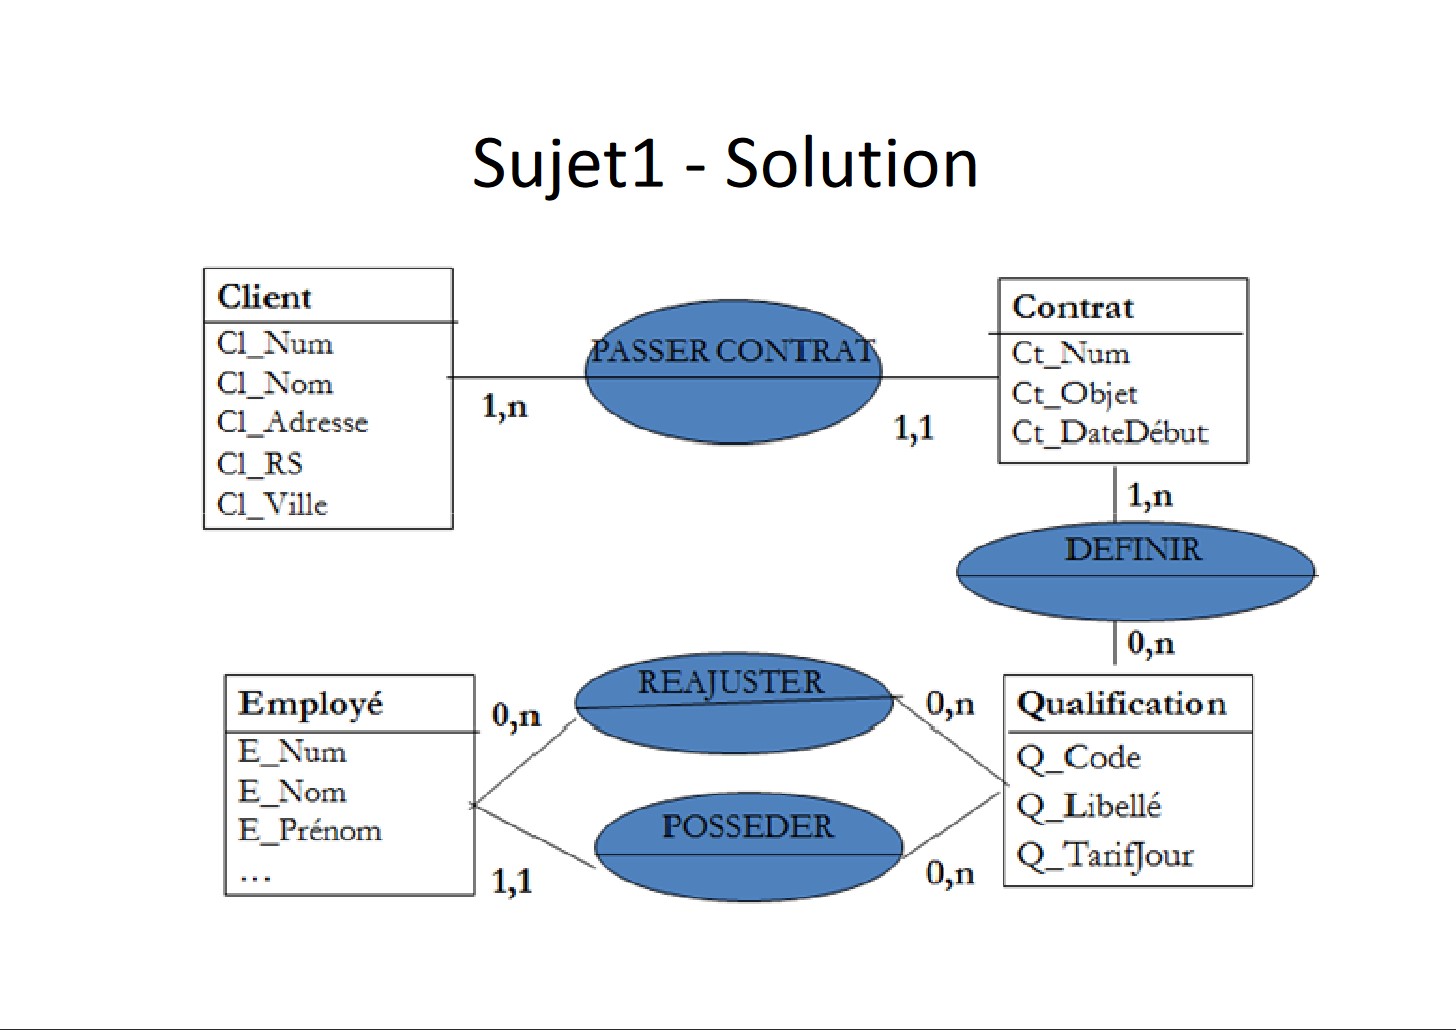 Sujet1 - Solution
Client
Cl_Num
Cl_Nom
Cl_Adresse
Cl_RS
Cl_Ville
1,n
PASSER CONTRAT
1,1
Contrat
Ct_Num
Ct_Objet
Ct_DateDébut
1,n
DEFINIR
0,n
Employé
E_Num
E_Nom
E_Prénom
...
0,n
REAJUSTER
0,n
1,1
POSSEDER
0,n
Qualification
Q_Code
Q_Libellé
Q_TarifJour